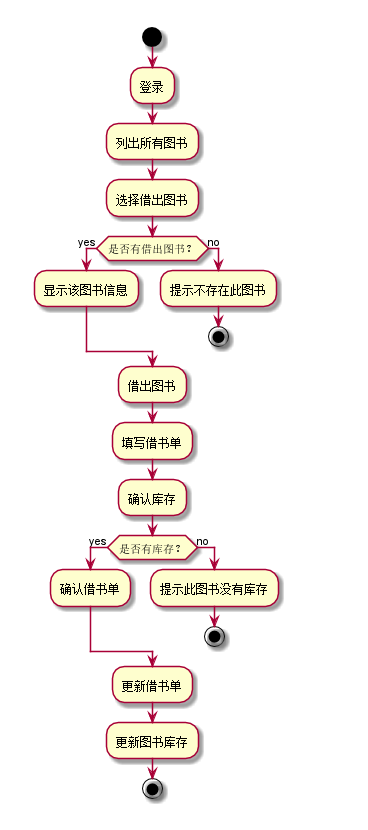 登录
列出所有图书
选择借出图书
yes
是否有借出图书？
no
显示该图书信息
提示不存在此图书
借出图书
填写借书单
确认库存
yes
是否有库存？
no
确认借书单
提示此图书没有库存
更新借书单
更新图书库存